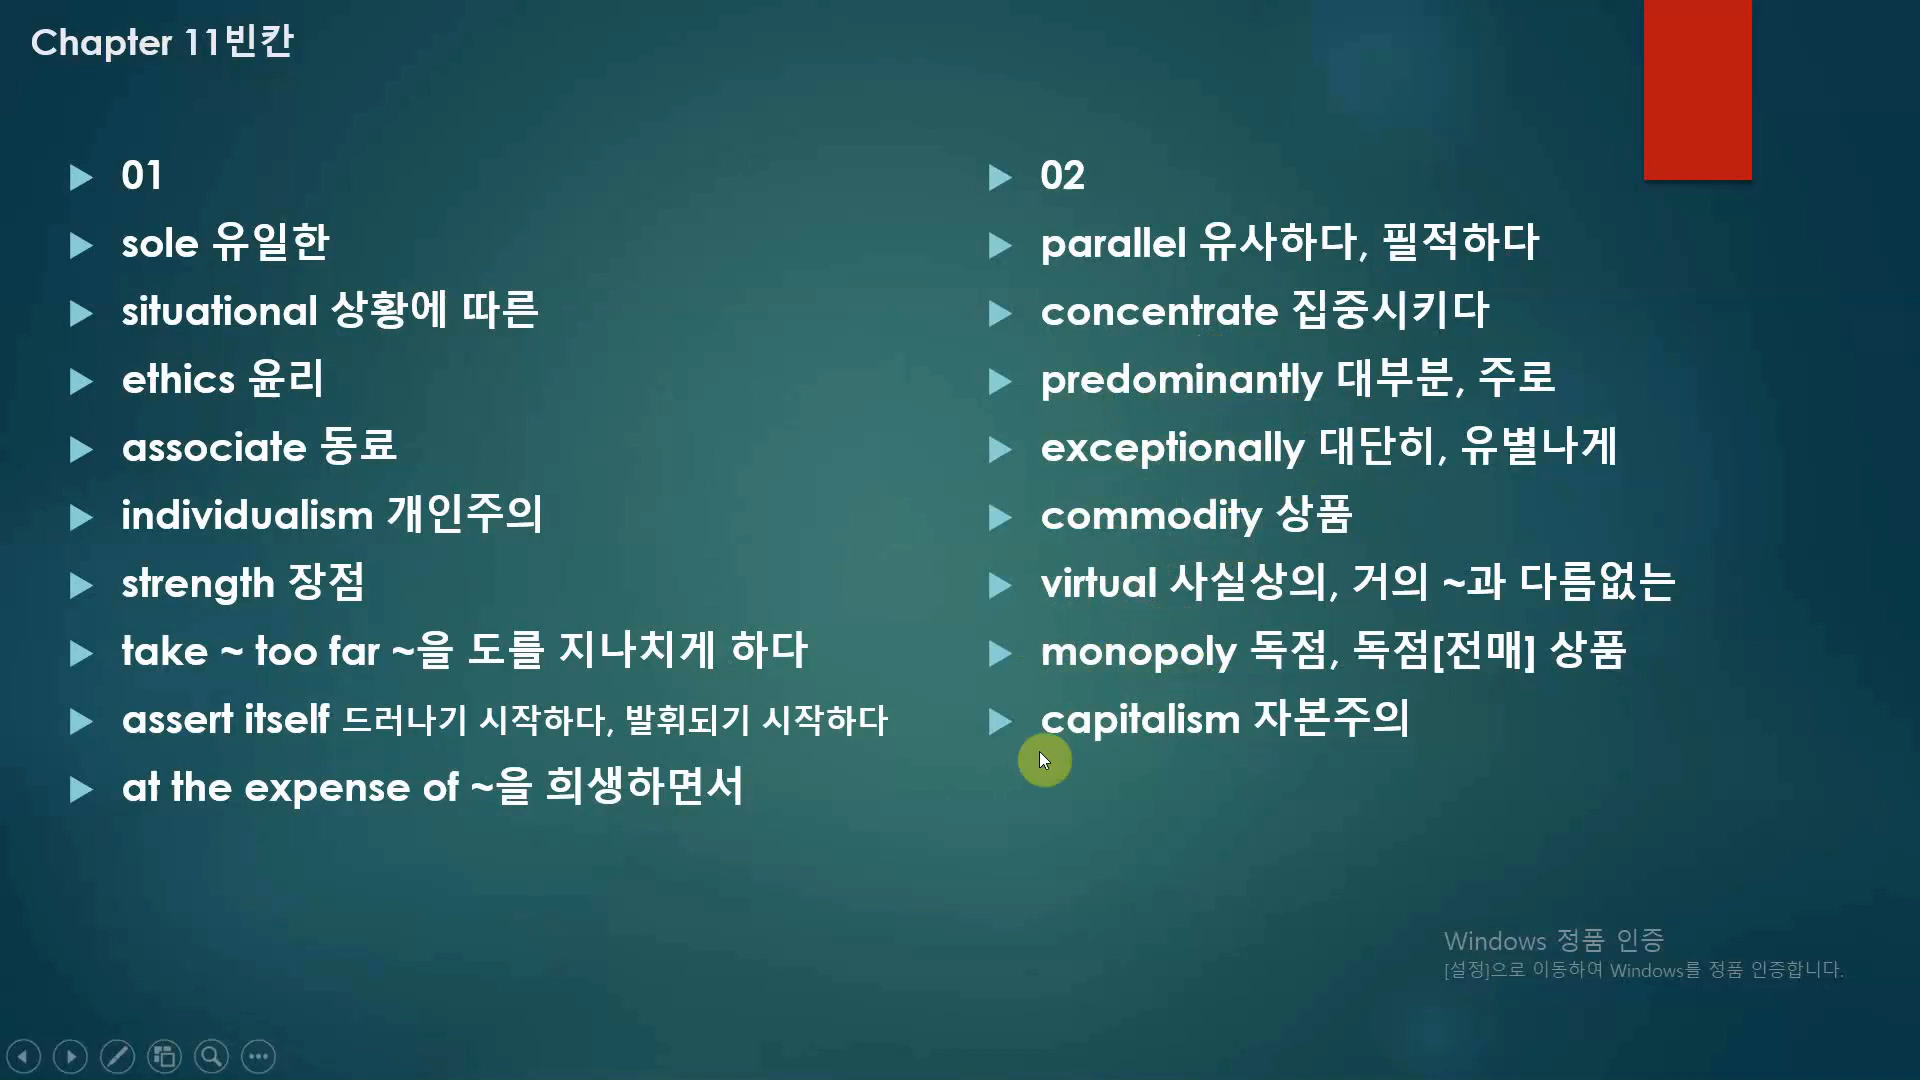 Chapter 11빈칸
01
sole 유일한
situational 상황에 따른
ethics 윤리
associate 동료
individualism 개인주의
strength 장점
take ~ too far ~을 도를 지나치게 하다
assert itself 드러나기 시작하다, 발휘되기 시작하다
at the expense of ~을 희생하면서
02
parallel 유사하다, 필적하다
concentrate 집중시키다
predominantly 대부분, 주로
exceptionally 대단히, 유별나게
commodity 상품
virtual 사실상의, 거의 ~과 다름없는
monopoly 독점, 독점[전매] 상품
capitalism 자본주의
Windows 정품 인증
[설정]으로 이동하여 Windows를 정품 인증합니다.